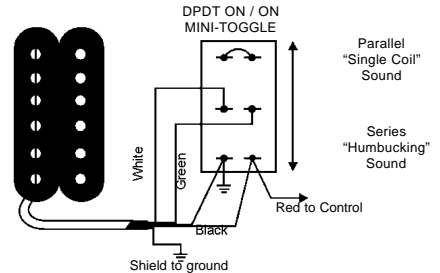 DPDT ON / ON
MINI-TOGGLE
Parallel
“Single Coil”
Sound
Series
“Humbucking”
Sound
White
Green
Black
Red to Control
Shield to ground